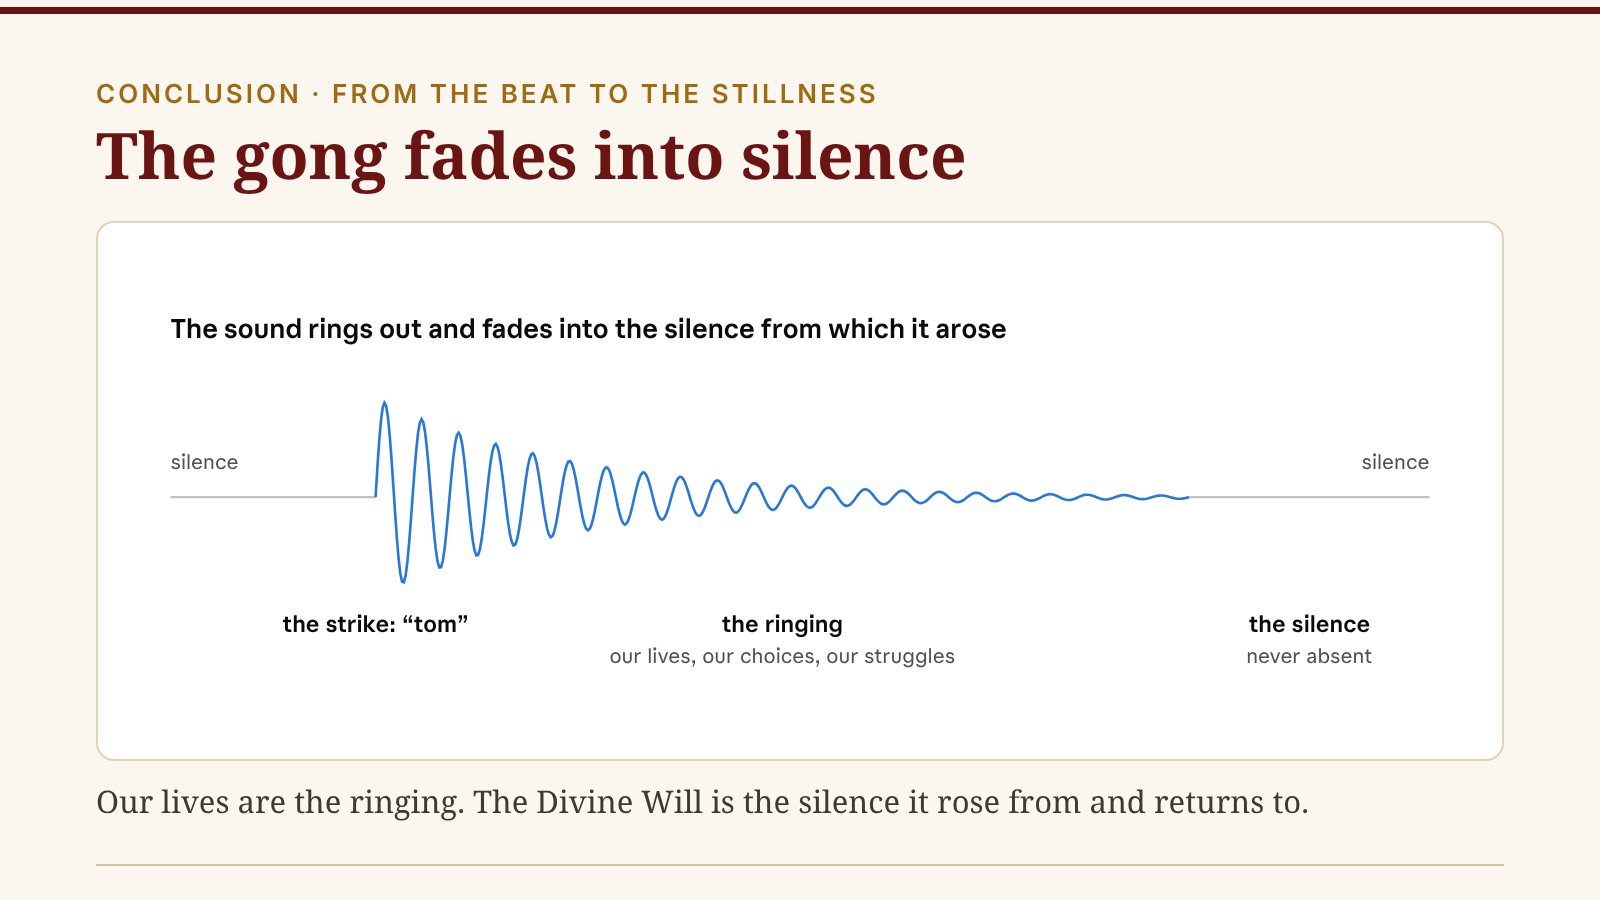 CONCLUSION · FROM THE BEAT TO THE STILLNESS
The gong fades into silence
The sound rings out and fades into the silence from which it arose
silence
silence
the strike: “tom”
the ringing
our lives, our choices, our struggles
the silence
never absent
Our lives are the ringing. The Divine Will is the silence it rose from and returns to.